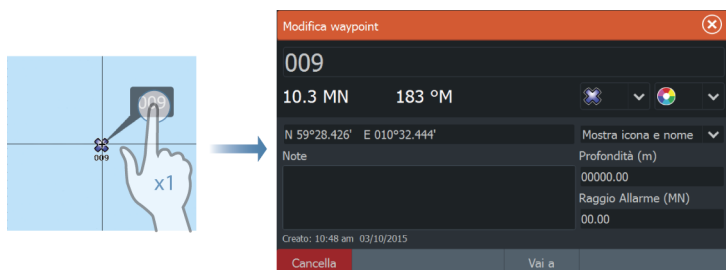 009
009
x1
Modifica waypoint
009
10.3 MN 183 °M
N 59°28.426' E 010°32.444'
Mostra icona e nome
Note
Profondità (m)
00000.00
Raggio Allarme (MN)
00.00
Creato: 10:48 am 03/10/2015
Cancella Vai a